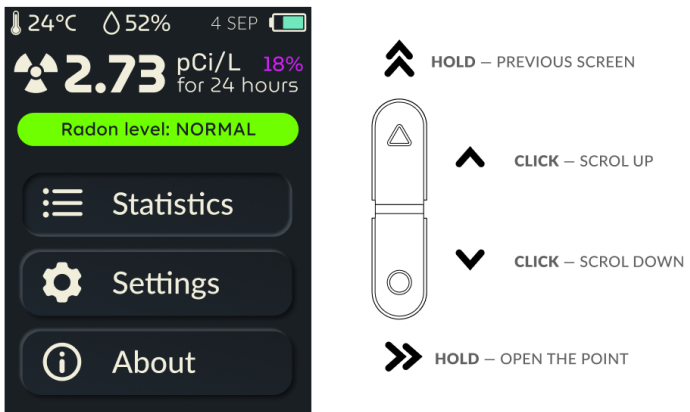 24°C 52% 4 SEP
2.73 pCi/L 18%
for 24 hours
Radon level: NORMAL
Statistics
Settings
About
HOLD – PREVIOUS SCREEN
CLICK – SCROL UP
CLICK – SCROL DOWN
HOLD – OPEN THE POINT